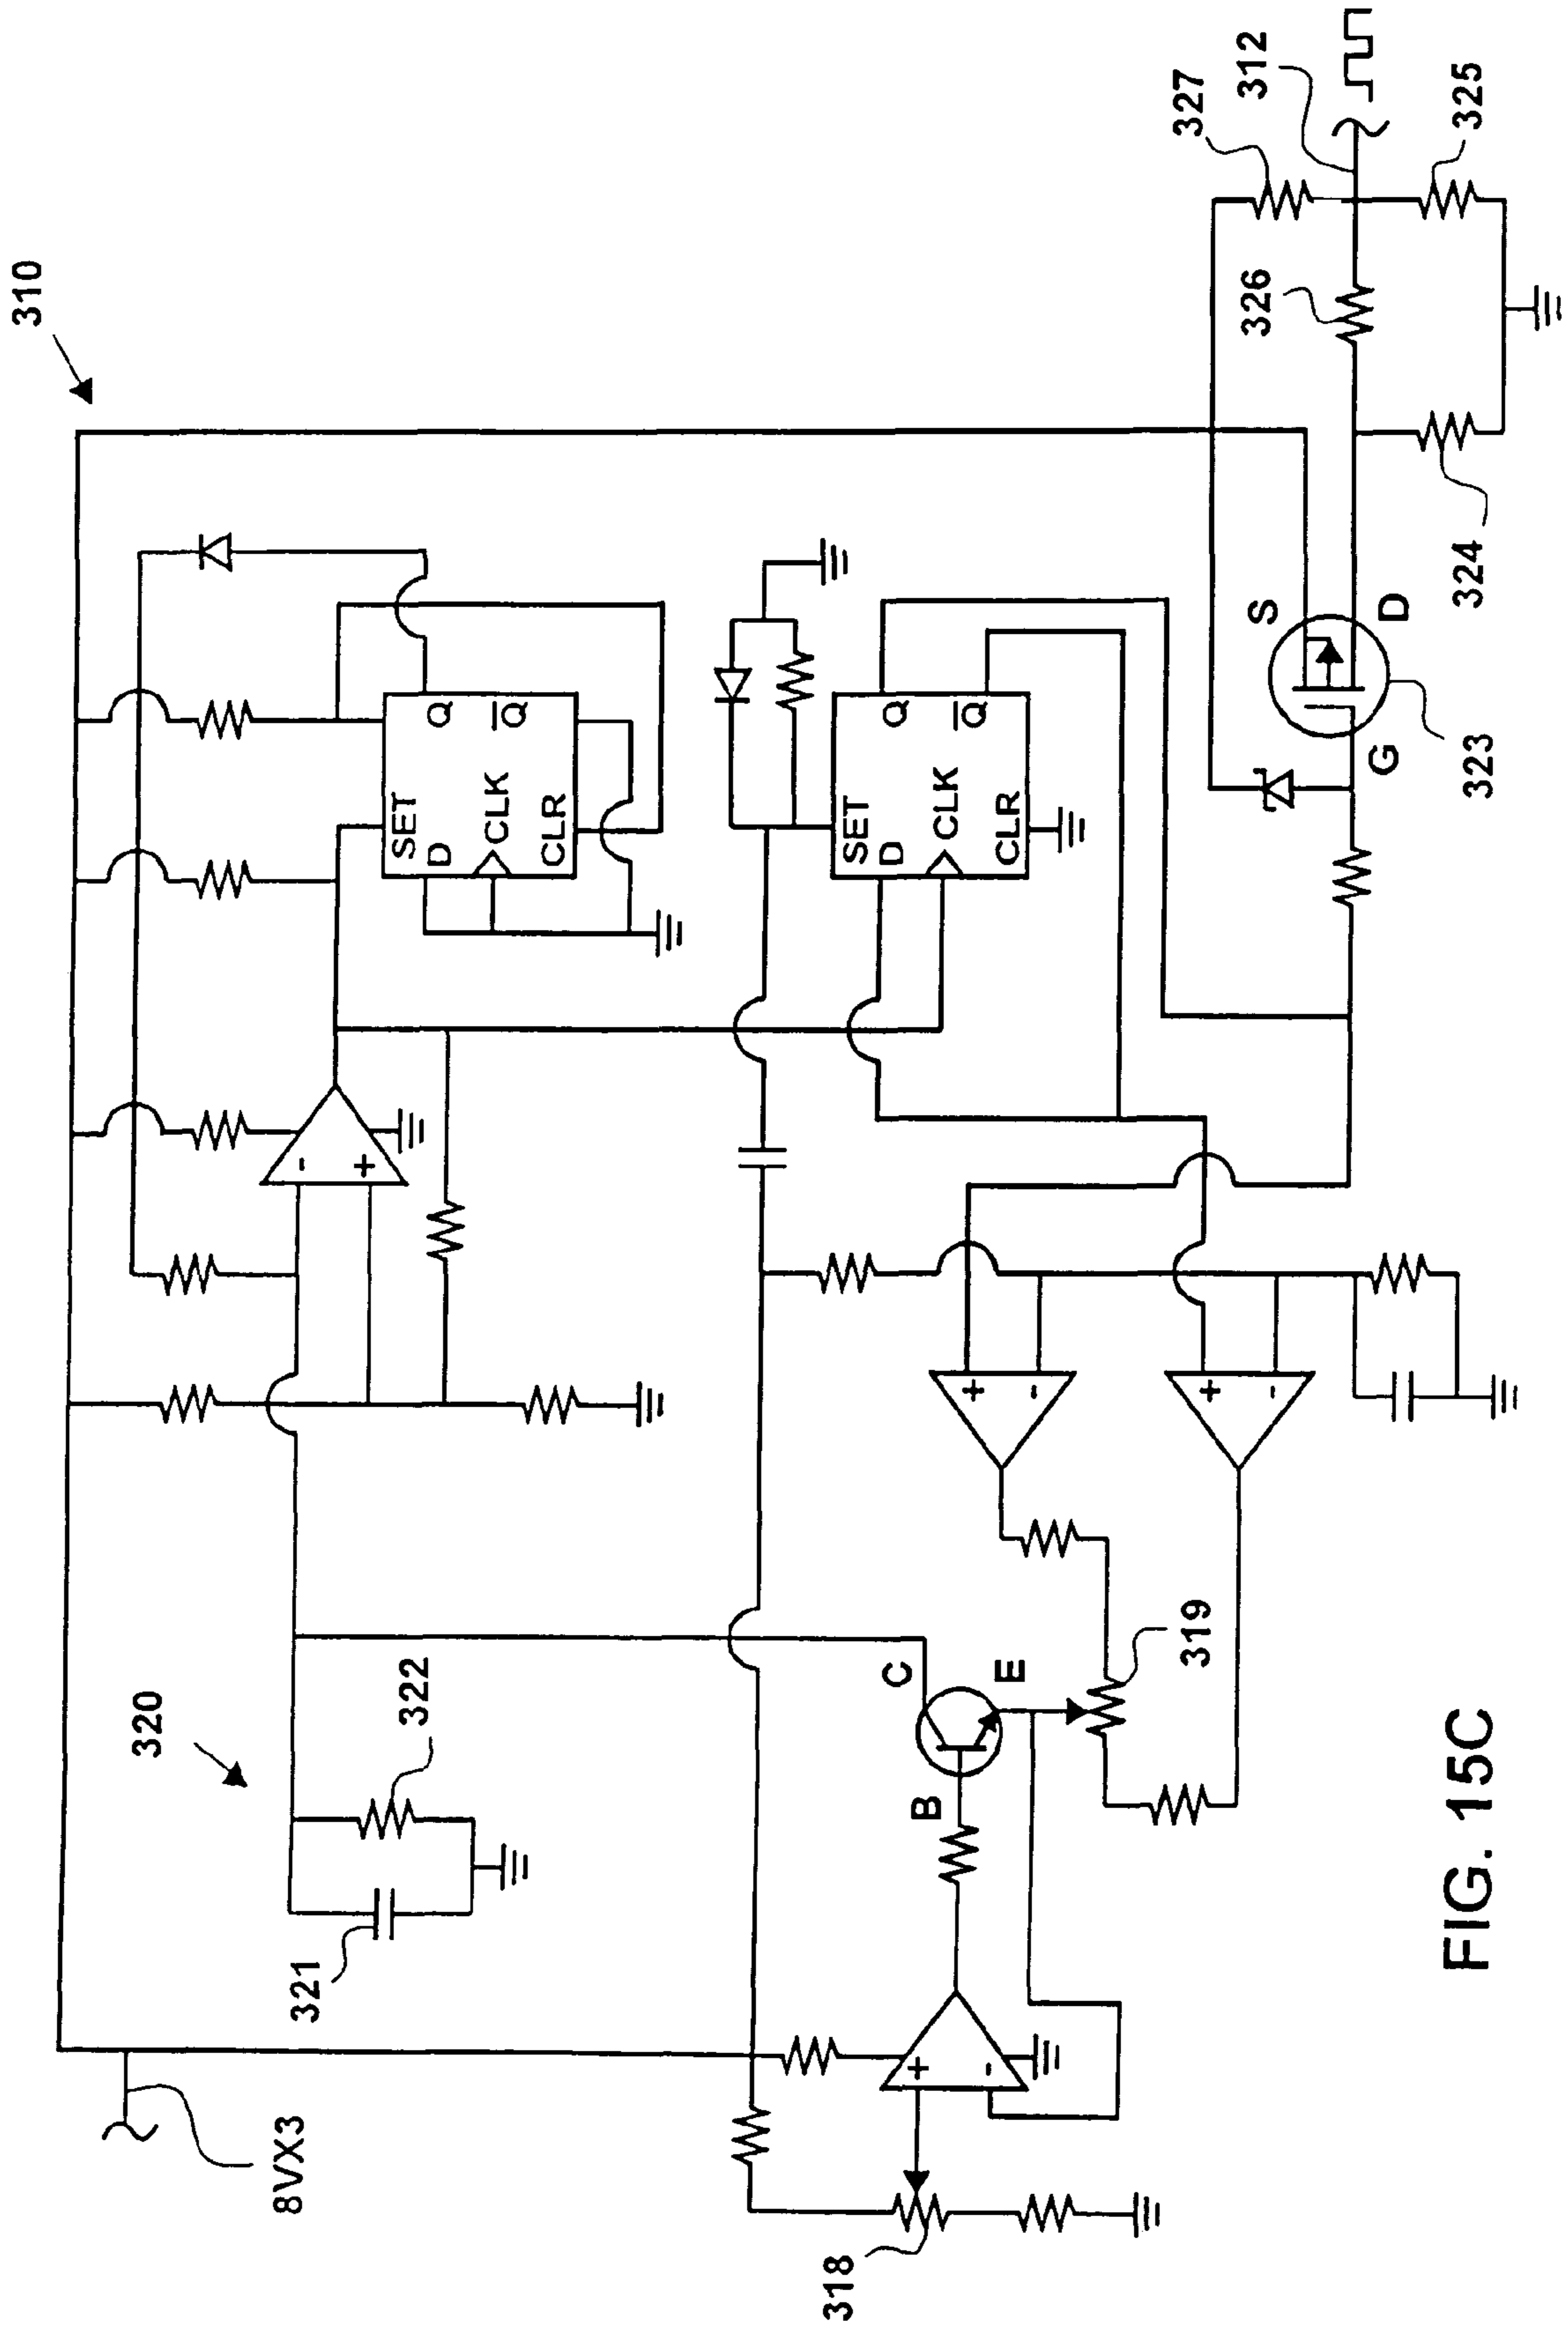 310
8VX3
320
321
322
- +
SET
D Q
CLK Q
CLR
318
+ -
B
C
E
319
+ -
+ -
SET
D Q
CLK Q
CLR
S
G
D
323
324
326
327
312
325
FIG. 15C